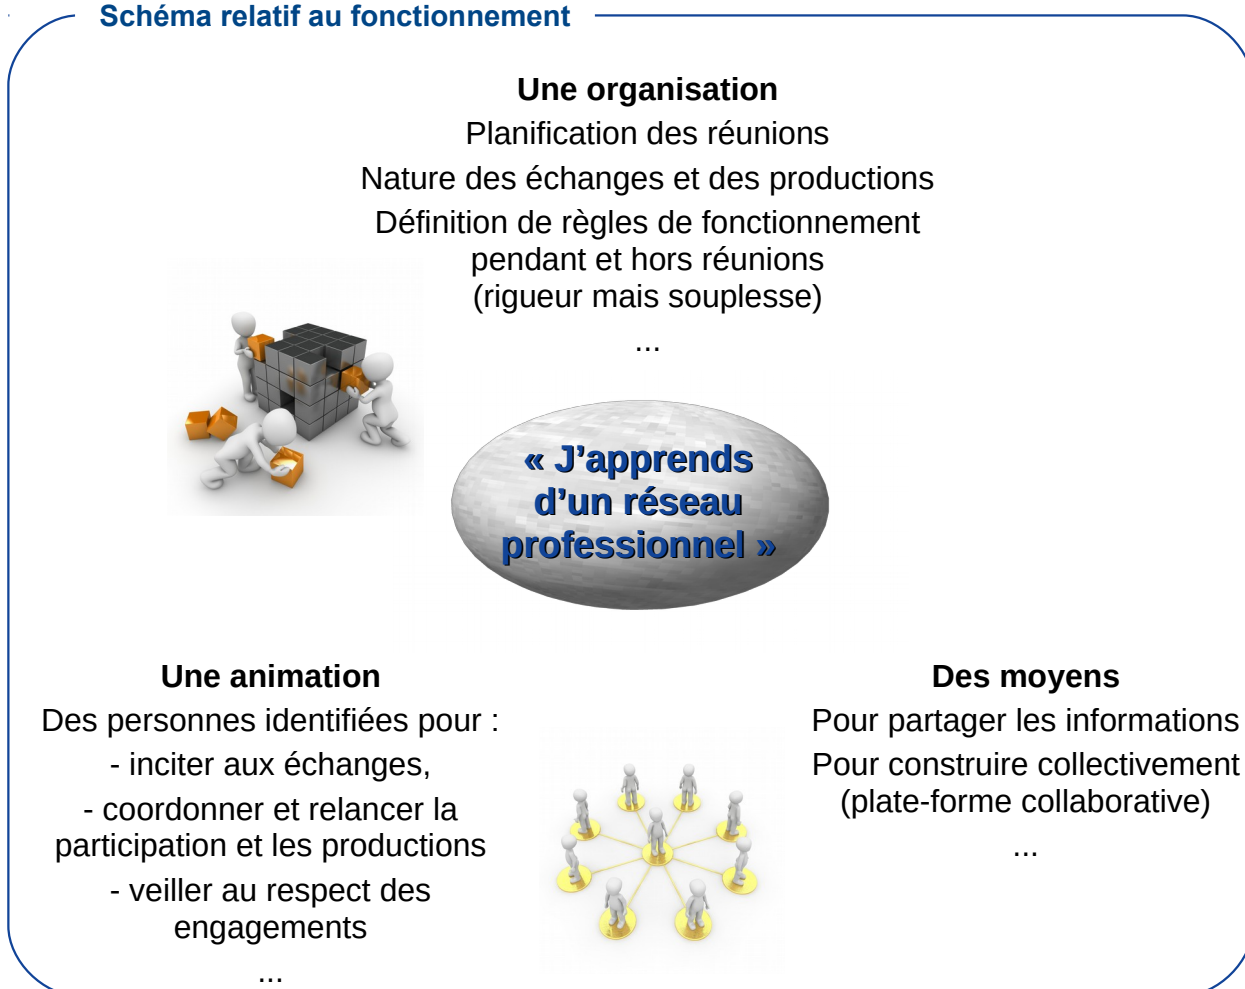 Schéma relatif au fonctionnement
Une organisation
Planification des réunions
Nature des échanges et des productions
Définition de règles de fonctionnement
pendant et hors réunions
(rigueur mais souplesse)
...
« J’apprends
d’un réseau
professionnel »
Une animation
Des personnes identifiées pour :
- inciter aux échanges,
- coordonner et relancer la
participation et les productions
- veiller au respect des
engagements
...
Des moyens
Pour partager les informations
Pour construire collectivement
(plate-forme collaborative)
...